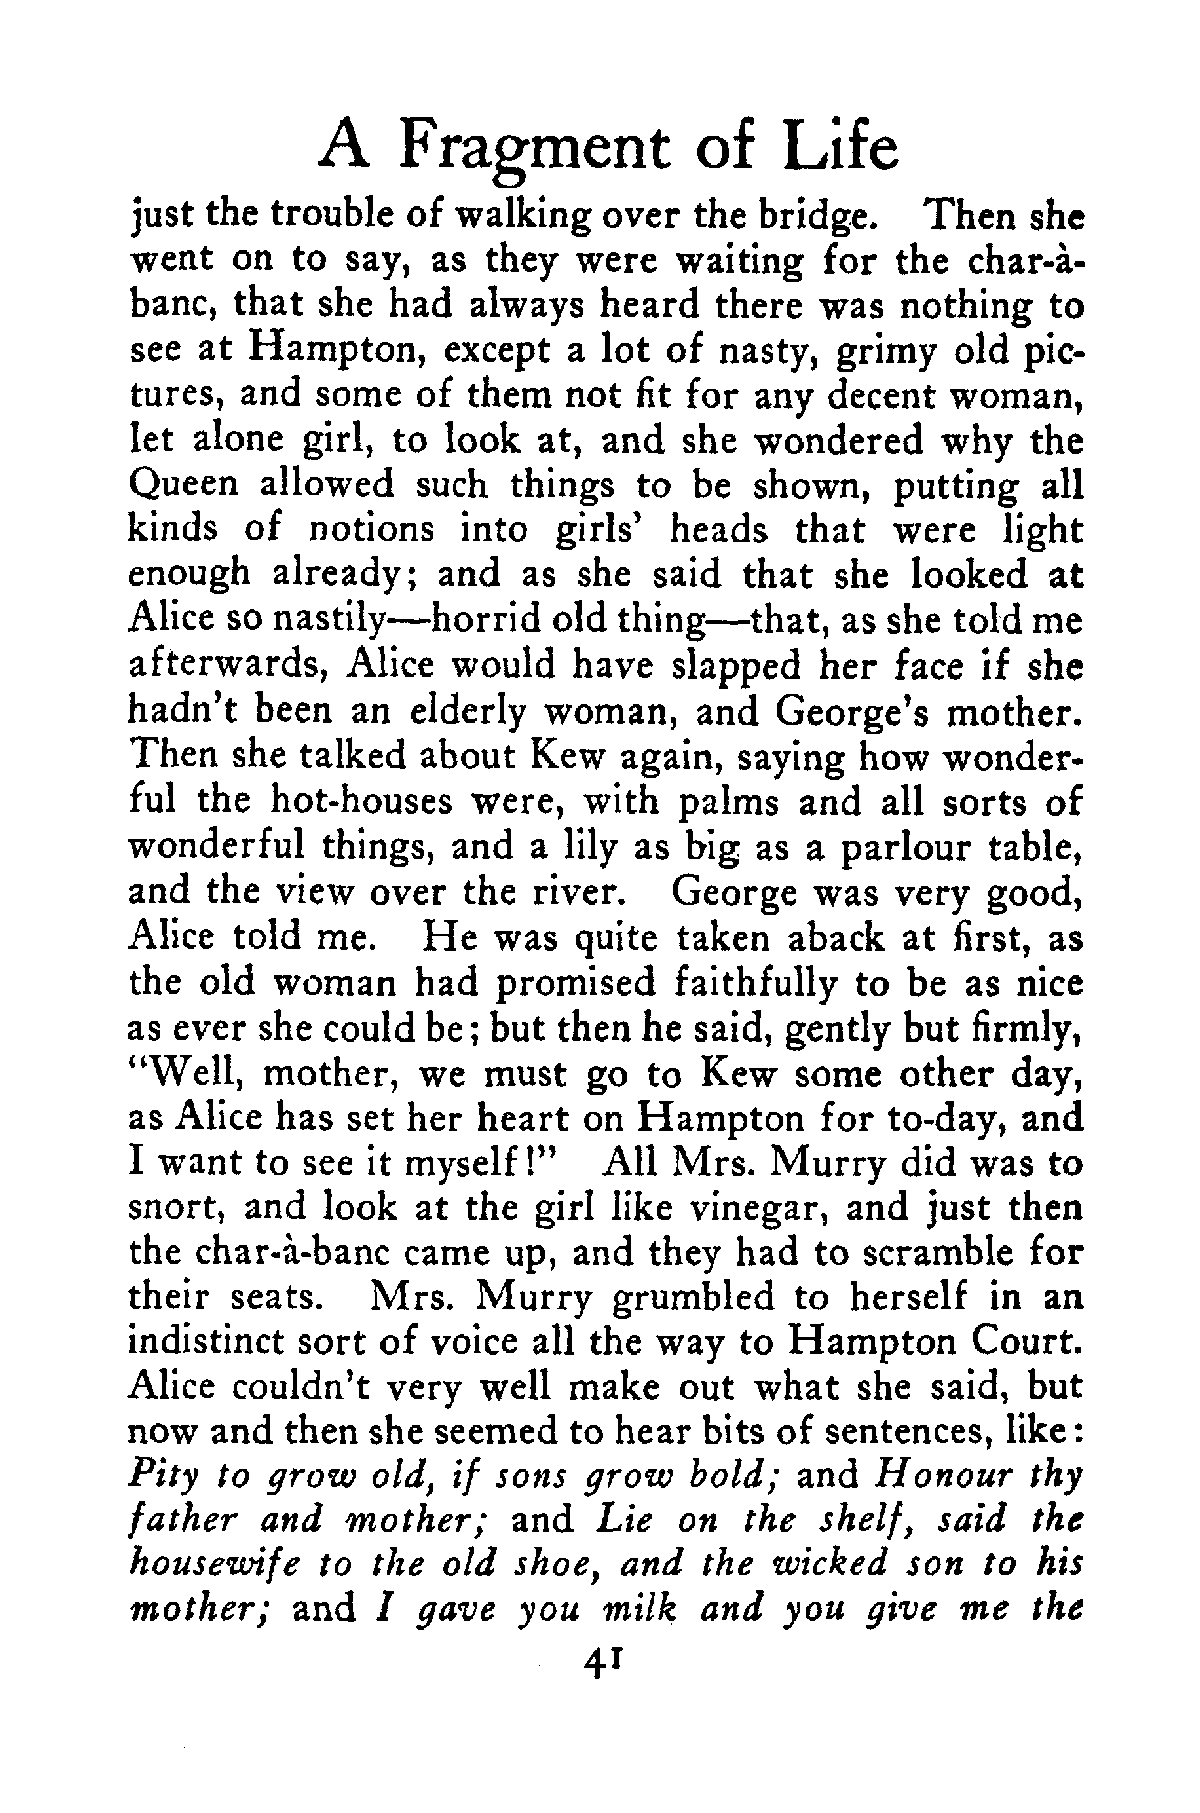 A Fragment of Life
just the trouble of walking over the bridge. Then she
went on to say, as they were waiting for the char-à-
banc, that she had always heard there was nothing to
see at Hampton, except a lot of nasty, grimy old pic-
tures, and some of them not fit for any decent woman,
let alone girl, to look at, and she wondered why the
Queen allowed such things to be shown, putting all
kinds of notions into girls' heads that were light
enough already; and as she said that she looked at
Alice so nastily—horrid old thing—that, as she told me
afterwards, Alice would have slapped her face if she
hadn't been an elderly woman, and George's mother.
Then she talked about Kew again, saying how wonder-
ful the hot-houses were, with palms and all sorts of
wonderful things, and a lily as big as a parlour table,
and the view over the river. George was very good,
Alice told me. He was quite taken aback at first, as
the old woman had promised faithfully to be as nice
as ever she could be; but then he said, gently but firmly,
“Well, mother, we must go to Kew some other day,
as Alice has set her heart on Hampton for to-day, and
I want to see it myself!” All Mrs. Murry did was to
snort, and look at the girl like vinegar, and just then
the char-à-banc came up, and they had to scramble for
their seats. Mrs. Murry grumbled to herself in an
indistinct sort of voice all the way to Hampton Court.
Alice couldn't very well make out what she said, but
now and then she seemed to hear bits of sentences, like:
Pity to grow old, if sons grow bold; and Honour thy
father and mother; and Lie on the shelf, said the
housewife to the old shoe, and the wicked son to his
mother; and I gave you milk and you give me the
41